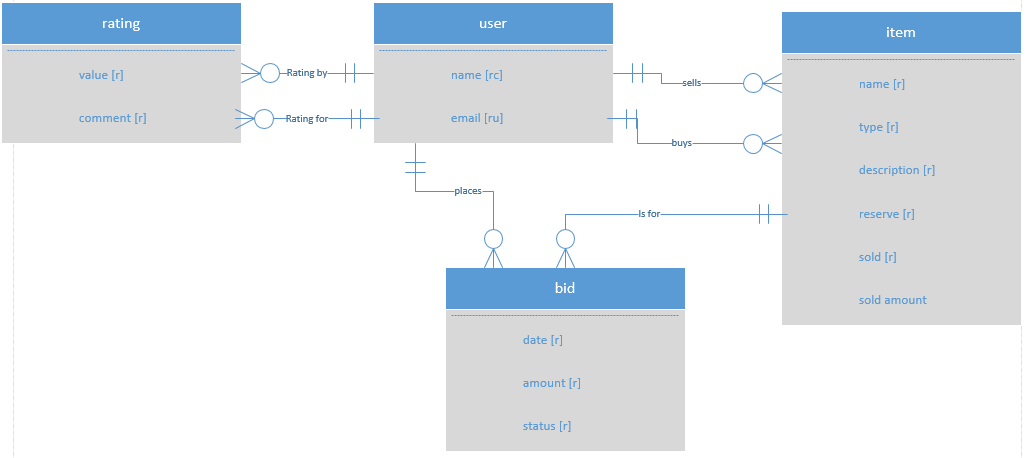 rating
value [r]
comment [r]
Rating by
Rating for
user
name [rc]
email [ru]
sells
buys
places
Is for
item
name [r]
type [r]
description [r]
reserve [r]
sold [r]
sold amount
bid
date [r]
amount [r]
status [r]